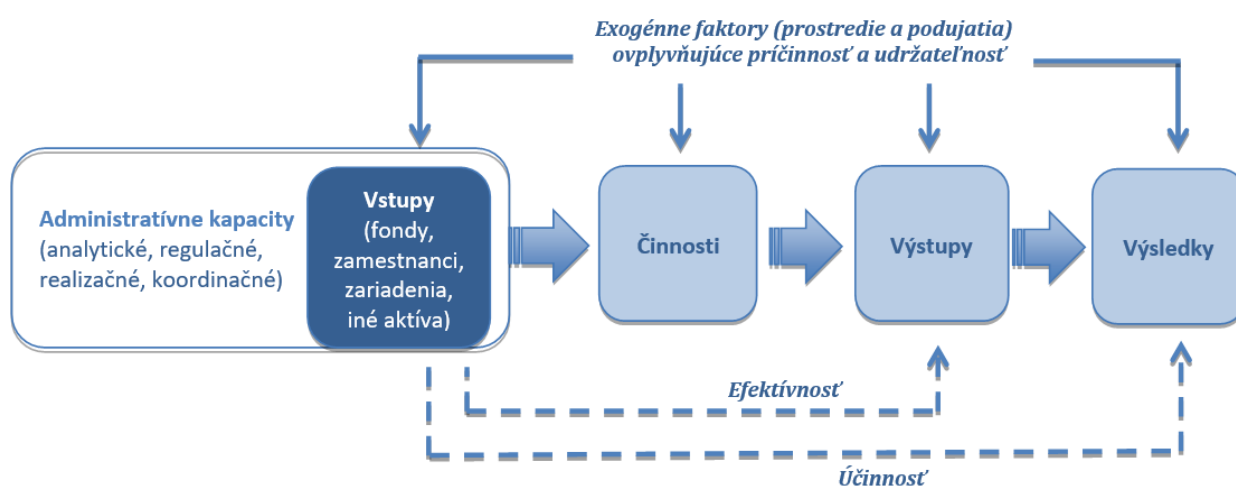 Exogénne faktory (prostredie a podujatia)
ovplyvňujúce príčinnosť a udržateľnosť
Administratívne kapacity
(analytické, regulačné,
realizačné, koordinačné)
Vstupy
(fondy,
zamestnanci,
zariadenia,
iné aktíva)
Činnosti
Výstupy
Výsledky
Efektívnosť
Účinnosť